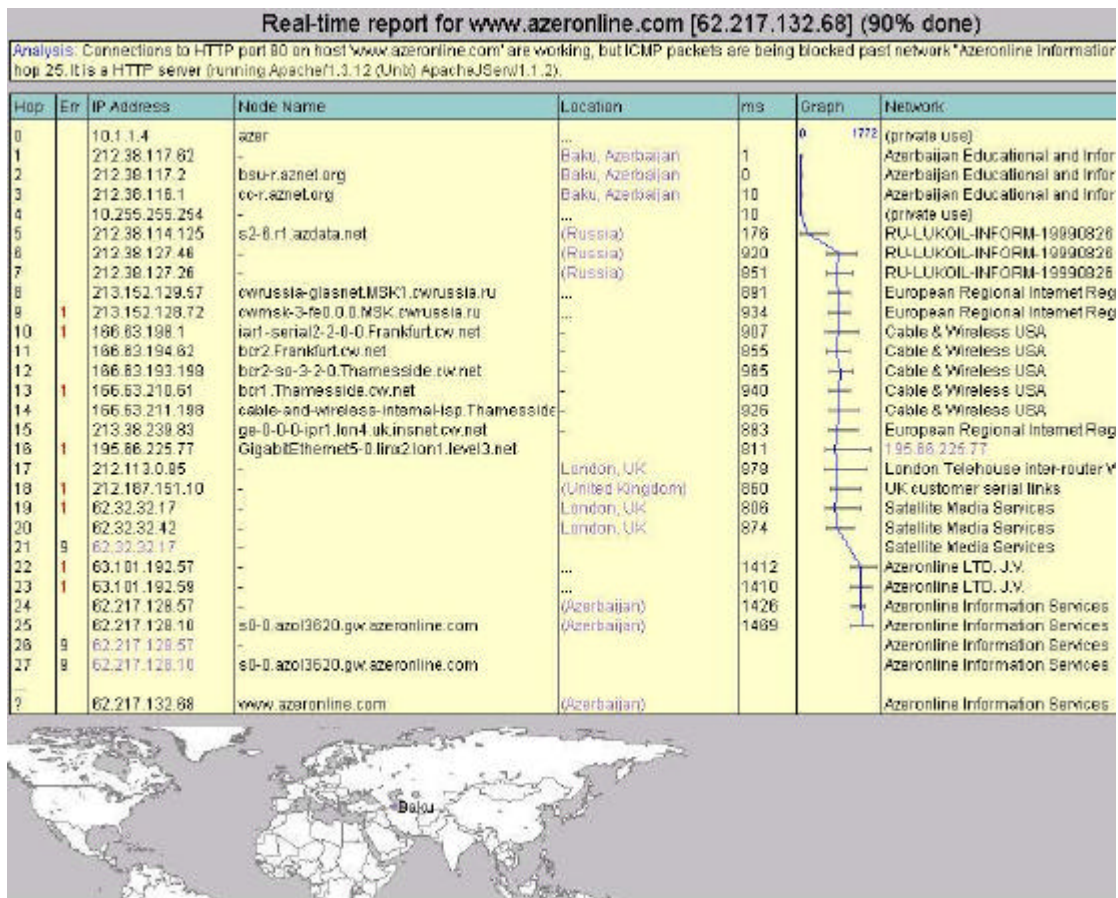 Real-time report for www.azeronline.com [62.217.132.68] (90% done)
Analysis: Connections to HTTP port 80 on host 'www.azeronline.com' are working, but ICMP packets are being blocked past network "Azeronline Information
hop 25. It is a HTTP server (running Apache/1.3.12 (Unix) ApacheJServ/1.1.2).
Hop Err IP Address Node Name Location ms Graph Network
0 10.1.1.4 azer ... 0 1772 (private use)
1 212.38.117.62 - Baku, Azerbaijan 1 Azerbaijan Educational and Infor
2 212.38.117.2 bsu-r.aznet.org Baku, Azerbaijan 0 Azerbaijan Educational and Infor
3 212.38.116.1 cc-r.aznet.org Baku, Azerbaijan 10 Azerbaijan Educational and Infor
4 10.255.255.254 - ... 10 (private use)
5 212.38.114.125 s2-6.r1.azdata.net (Russia) 176 RU-LUKOIL-INFORM-19990826
6 212.38.127.46 - (Russia) 920 RU-LUKOIL-INFORM-19990826
7 212.38.127.26 - (Russia) 851 RU-LUKOIL-INFORM-19990826
8 213.152.129.57 cwrussia-glasnet.MSK1.cwrussia.ru ... 891 European Regional Internet Reg
9 1 213.152.128.72 cwmsk-3-fe0.0.0.MSK.cwrussia.ru ... 934 European Regional Internet Reg
10 1 166.63.198.1 iar1-serial2-2-0-0.Frankfurt.cw.net - 907 Cable & Wireless USA
11 166.63.194.62 bcr2.Frankfurt.cw.net - 955 Cable & Wireless USA
12 166.63.193.199 bcr2-so-3-2-0.Thamesside.cw.net - 965 Cable & Wireless USA
13 1 166.63.210.61 bcr1.Thamesside.cw.net - 940 Cable & Wireless USA
14 166.63.211.198 cable-and-wireless-internal-isp.Thamesside - 926 Cable & Wireless USA
15 213.38.239.83 ge-0-0-0-ipr1.lon4.uk.insnet.cw.net - 883 European Regional Internet Reg
16 1 195.66.225.77 GigabitEthernet5-0.linx2.lon1.level3.net - 811 195.66.225.77
17 212.113.0.85 - London, UK 979 London Telehouse inter-router
18 1 212.187.151.10 - (United Kingdom) 860 UK customer serial links
19 1 62.32.32.17 - London, UK 806 Satellite Media Services
20 62.32.32.42 - London, UK 874 Satellite Media Services
21 9 62.32.32.17 - Satellite Media Services
22 1 63.101.192.57 - ... 1412 Azeronline LTD. J.V.
23 1 63.101.192.59 - ... 1410 Azeronline LTD. J.V.
24 62.217.128.57 - (Azerbaijan) 1426 Azeronline Information Services
25 62.217.128.10 s0-0.azol3620.gw.azeronline.com (Azerbaijan) 1469 Azeronline Information Services
26 9 62.217.128.57 - Azeronline Information Services
27 9 62.217.128.10 s0-0.azol3620.gw.azeronline.com Azeronline Information Services
...
? 62.217.132.68 www.azeronline.com (Azerbaijan) Azeronline Information Services
Baku